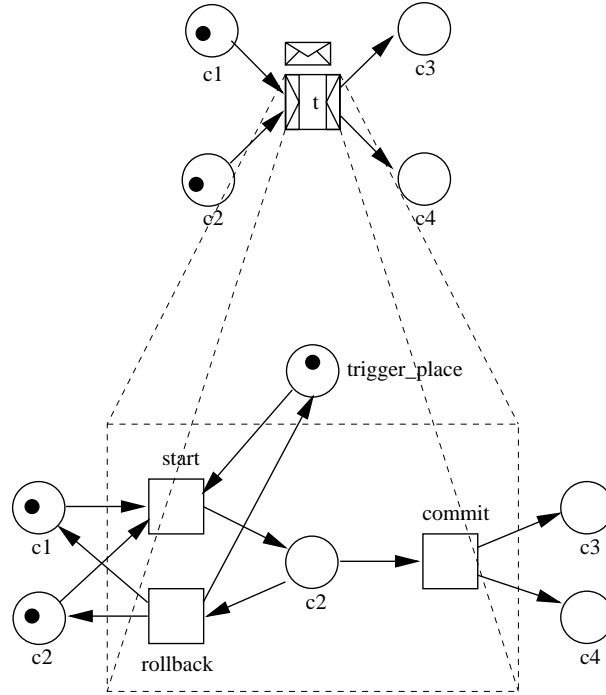 c1
c3
t
c2
c4
trigger_place
start
commit
c1
c3
c2
c2
rollback
c4